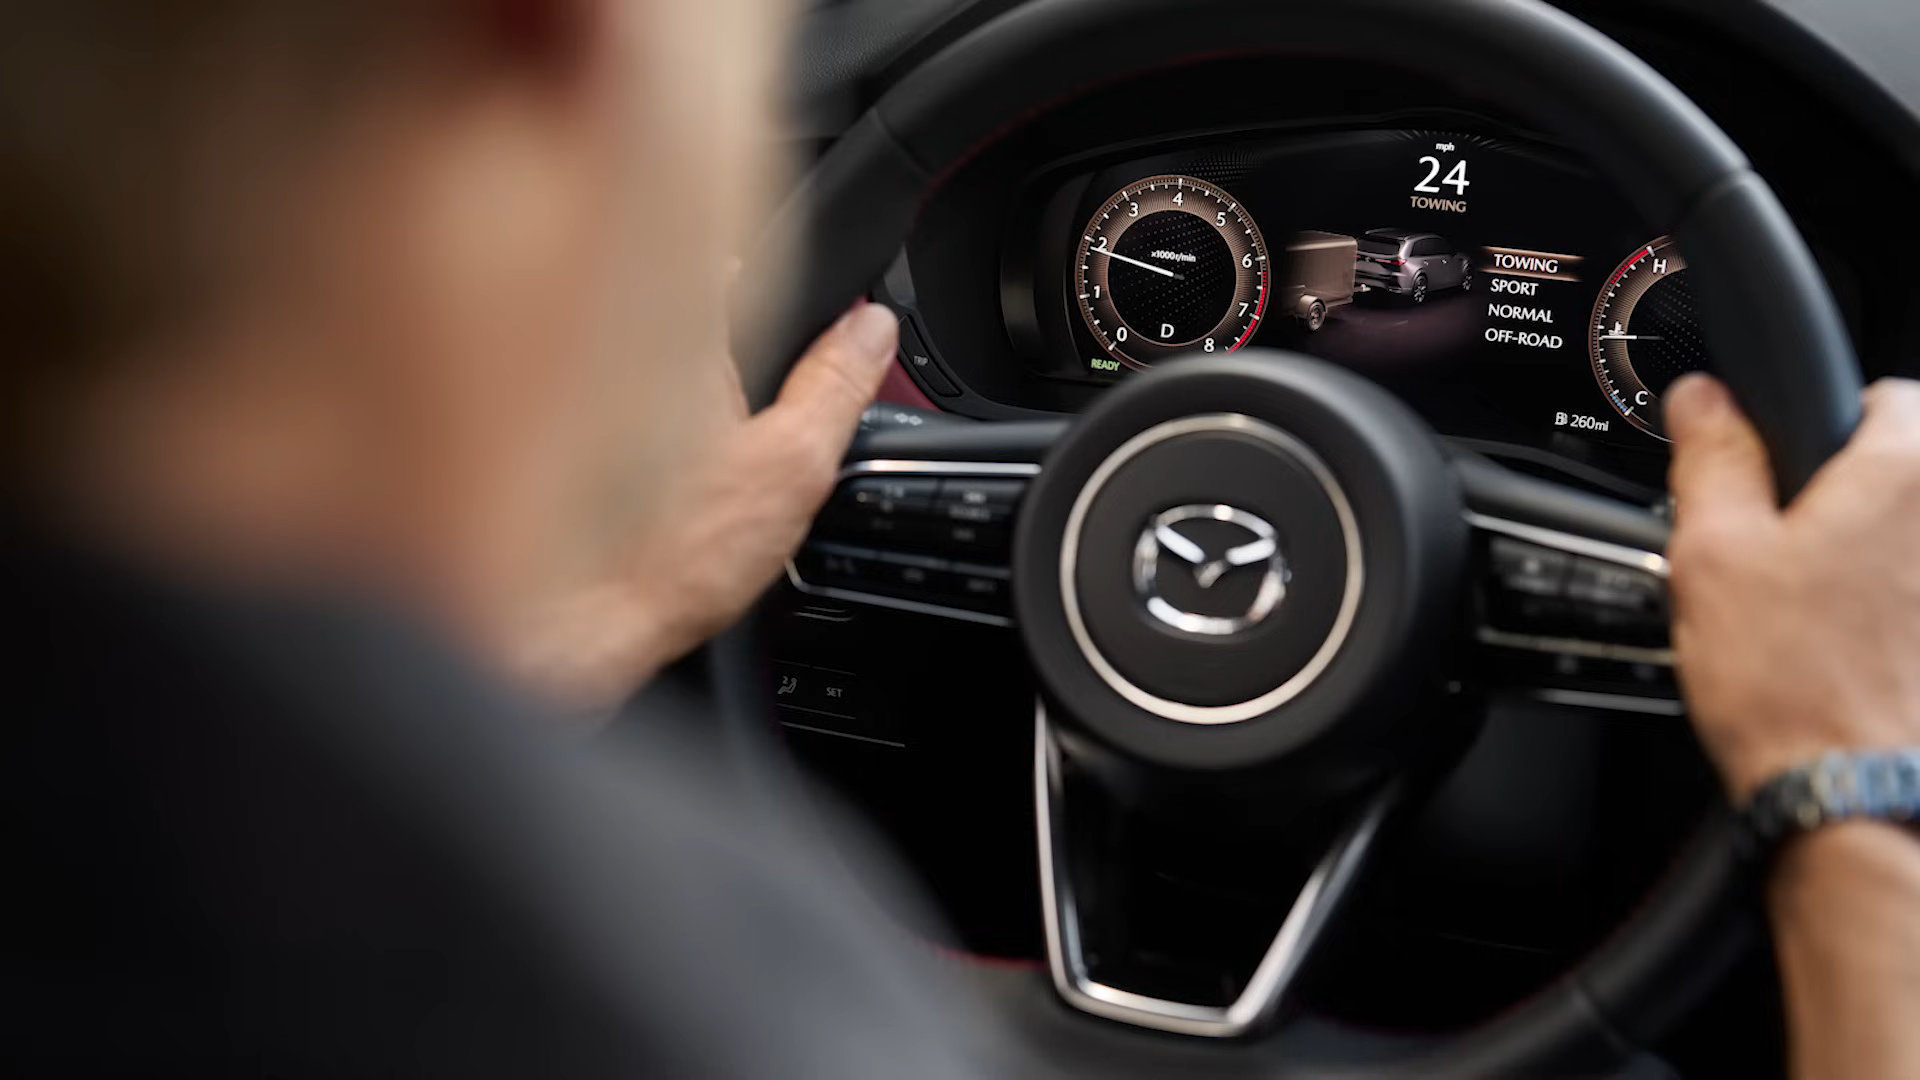 mph
24
TOWING
3
4
5
2
x1000r/min
6
1
7
0
D
8
READY
TOWING
SPORT
NORMAL
OFF-ROAD
H
C
260mi
TRIP
2
SET